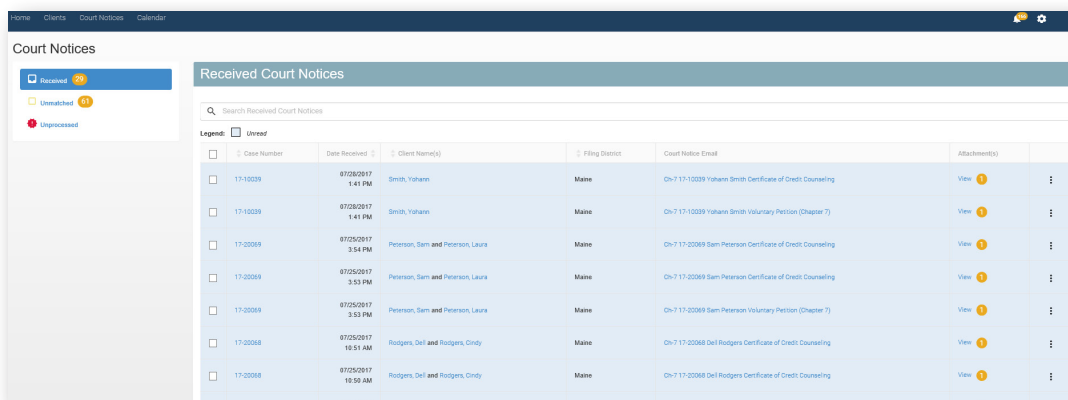 Home Clients Court Notices Calendar
Court Notices
Received 29
Unmatched 61
Unprocessed
Received Court Notices
Search Received Court Notices
Legend: Unread
Case Number Date Received Client Name(s) Filing District Court Notice Email Attachment(s)
17-10039 07/28/2017 1:41 PM Smith, Yohann Maine Ch-7 17-10039 Yohann Smith Certificate of Credit Counseling View 1
17-10039 07/28/2017 1:41 PM Smith, Yohann Maine Ch-7 17-10039 Yohann Smith Voluntary Petition (Chapter 7) View 1
17-20069 07/25/2017 3:54 PM Peterson, Sam and Peterson, Laura Maine Ch-7 17-20069 Sam Peterson Certificate of Credit Counseling View 1
17-20069 07/25/2017 3:53 PM Peterson, Sam and Peterson, Laura Maine Ch-7 17-20069 Sam Peterson Certificate of Credit Counseling View 1
17-20069 07/25/2017 3:53 PM Peterson, Sam and Peterson, Laura Maine Ch-7 17-20069 Sam Peterson Voluntary Petition (Chapter 7) View 1
17-20068 07/25/2017 10:51 AM Rodgers, Dell and Rodgers, Cindy Maine Ch-7 17-20068 Dell Rodgers Certificate of Credit Counseling View 1
17-20068 07/25/2017 10:50 AM Rodgers, Dell and Rodgers, Cindy Maine Ch-7 17-20068 Dell Rodgers Certificate of Credit Counseling View 1